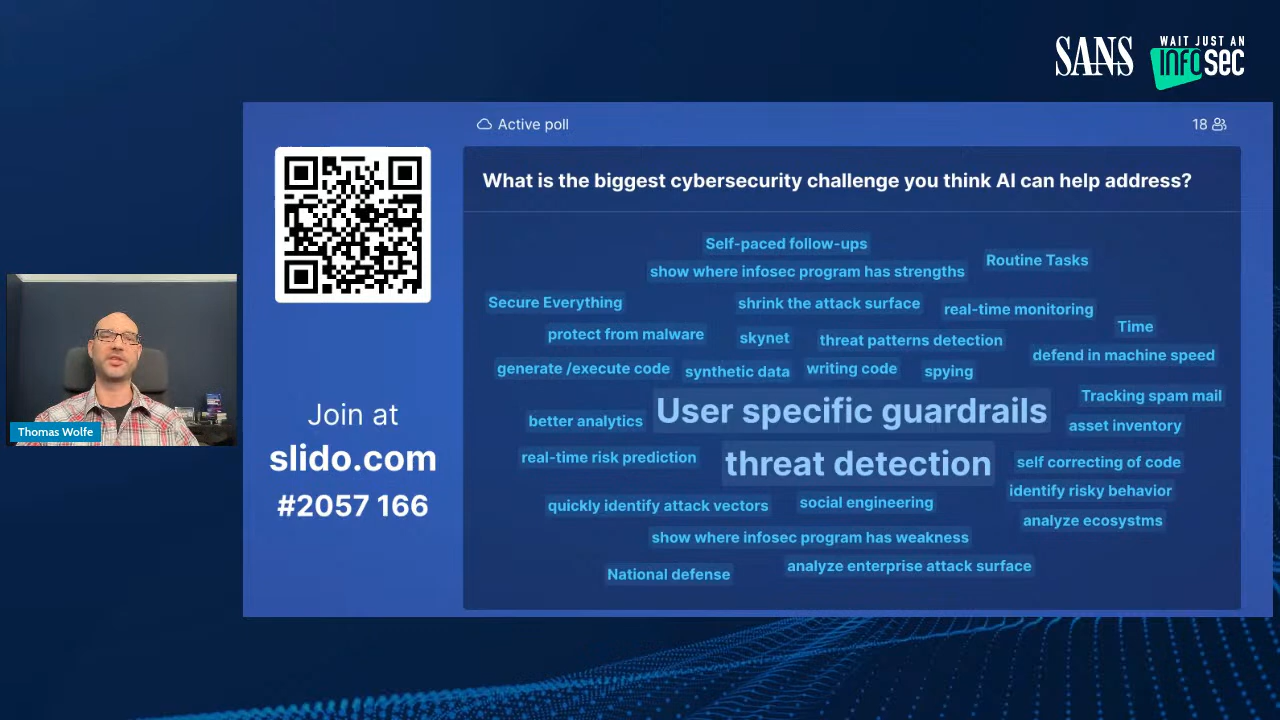 SANS
WAIT JUST AN
INFOSEC
Active poll
18
What is the biggest cybersecurity challenge you think AI can help address?
Self-paced follow-ups
Routine Tasks
show where infosec program has strengths
Secure Everything
shrink the attack surface
real-time monitoring
Time
protect from malware
skynet
threat patterns detection
defend in machine speed
generate /execute code
synthetic data
writing code
spying
Tracking spam mail
User specific guardrails
better analytics
asset inventory
real-time risk prediction
threat detection
self correcting of code
identify risky behavior
quickly identify attack vectors
social engineering
analyze ecosystms
show where infosec program has weakness
National defense
analyze enterprise attack surface
Join at
slido.com
#2057 166
Thomas Wolfe